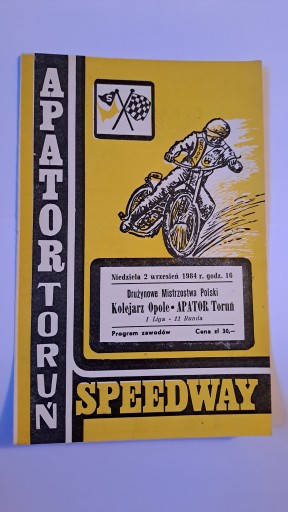 APATOR TORUŃ
S
Niedziela 2 wrzesień 1984 r. godz. 16
Drużynowe Mistrzostwa Polski
Kolejarz Opole • APATOR Toruń
I Liga - 12 Runda
Program zawodów Cena zł 30,—
SPEEDWAY